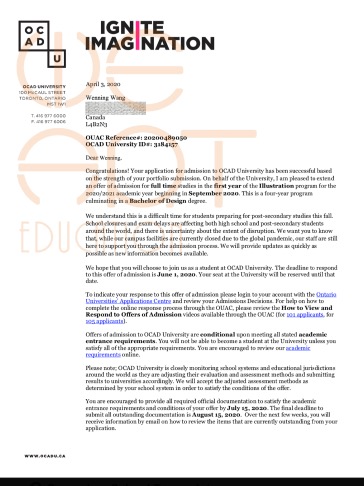 OCAD U
IGNITE
IMAGINATION
OCAD UNIVERSITY
100 MCCAUL STREET
TORONTO, ONTARIO
M5T 1W1
T. 416 977 6000
F. 416 977 6006
April 3, 2020
Wenning Wang
Canada
L4B2N3
OUAC Reference#: 20200489050
OCAD University ID#: 3184157
Dear Wenning,
Congratulations! Your application for admission to OCAD University has been successful based
on the strength of your portfolio submission. On behalf of the University, I am pleased to extend
an offer of admission for full time studies in the first year of the Illustration program for the
2020/2021 academic year beginning in September 2020. This is a four-year program
culminating in a Bachelor of Design degree.
We understand this is a difficult time for students preparing for post-secondary studies this fall.
School closures and exam delays are affecting both high school and post-secondary students
around the world, and there is uncertainty about the extent of disruption. We want you to know
that, while our campus facilities are currently closed due to the global pandemic, our staff are still
here to support you through the admission process. We will provide updates as quickly as
possible as new information becomes available.
We hope that you will choose to join us as a student at OCAD University. The deadline to respond
to this offer of admission is June 1, 2020. Your seat at the University will be reserved until that
date.
To indicate your response to this offer of admission please login to your account with the Ontario
Universities' Applications Centre and review your Admissions Decisions. For help on how to
complete the online response process through the OUAC, please review the How to View and
Respond to Offers of Admission videos available through the OUAC (for 101 applicants, for
105 applicants).
Offers of admission to OCAD University are conditional upon meeting all stated academic
entrance requirements. You will not be able to become a student at the University unless you
satisfy all of the appropriate requirements. You are encouraged to review our academic
requirements online.
Please note; OCAD University is closely monitoring school systems and educational jurisdictions
around the world as they are adjusting their evaluation and assessment methods and submitting
results to universities accordingly. We will accept the adjusted assessment methods as
determined by your school system in order to satisfy the conditions of the offer.
You are encouraged to provide all required official documentation to satisfy the academic
entrance requirements and conditions of your offer by July 15, 2020. The final deadline to
submit all outstanding documentation is August 15, 2020. Over the next few weeks, you will
receive information by email on how to review the items that are currently outstanding from your
application.
WWW.OCADU.CA